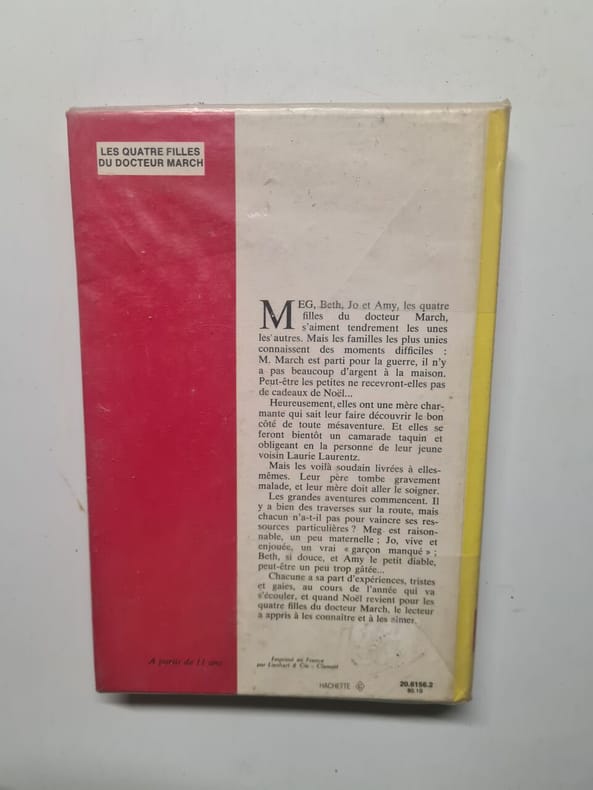 LES QUATRE FILLES
DU DOCTEUR MARCH
MEG, Beth, Jo et Amy, les quatre
filles du docteur March,
s'aiment tendrement les unes
les autres. Mais les familles les plus unies
connaissent des moments difficiles :
M. March est parti pour la guerre, il n'y
a pas beaucoup d'argent à la maison.
Peut-être les petites ne recevront-elles pas
de cadeaux de Noël...
Heureusement, elles ont une mère char-
mante qui sait leur faire découvrir le bon
côté de toute mésaventure. Et elles se
feront bientôt un camarade taquin et
obligeant en la personne de leur jeune
voisin Laurie Laurentz.
Mais les voilà soudain livrées à elles-
mêmes. Leur père tombe gravement
malade, et leur mère doit aller le soigner.
Les grandes aventures commencent. Il
y a bien des traverses sur la route, mais
chacun n'a-t-il pas pour vaincre ses res-
sources particulières ? Meg est raison-
nable, un peu maternelle ; Jo, vive et
enjouée, un vrai « garçon manqué » ;
Beth, si douce, et Amy le petit diable,
peut-être un peu trop gâtée...
Chacune a sa part d'expériences, tristes
et gaies, au cours de l'année qui va
s'écouler, et quand Noël revient pour les
quatre filles du docteur March, le lecteur
a appris à les connaître et à les aimer.
A partir de 11 ans
Imprimé en France
par Lienhart & Cie - Clamart
HACHETTE ©
20.6156.2
80.10